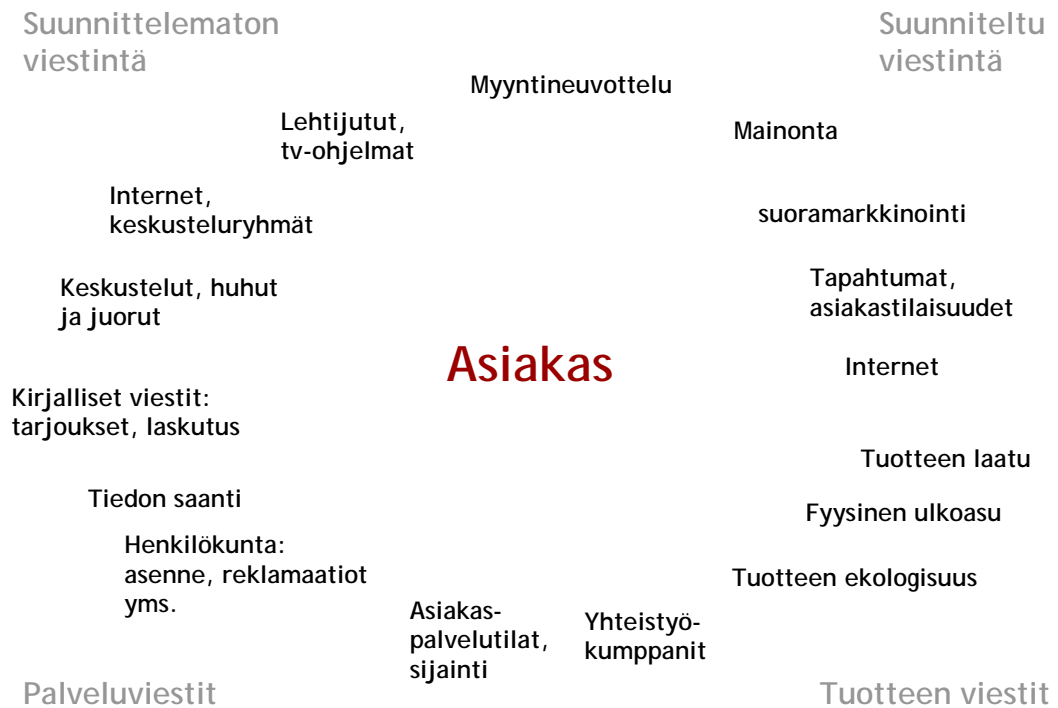 Suunnittelematon
viestintä
Suunniteltu
viestintä
Myyntineuvottelu
Lehtijutut,
tv-ohjelmat
Mainonta
Internet,
keskusteluryhmät
suoramarkkinointi
Keskustelut, huhut
ja juorut
Tapahtumat,
asiakastilaisuudet
Asiakas
Internet
Kirjalliset viestit:
tarjoukset, laskutus
Tuotteen laatu
Tiedon saanti
Fyysinen ulkoasu
Henkilökunta:
asenne, reklamaatiot
yms.
Tuotteen ekologisuus
Asiakas-
palvelutilat,
sijainti
Yhteistyö-
kumppanit
Palveluviestit
Tuotteen viestit